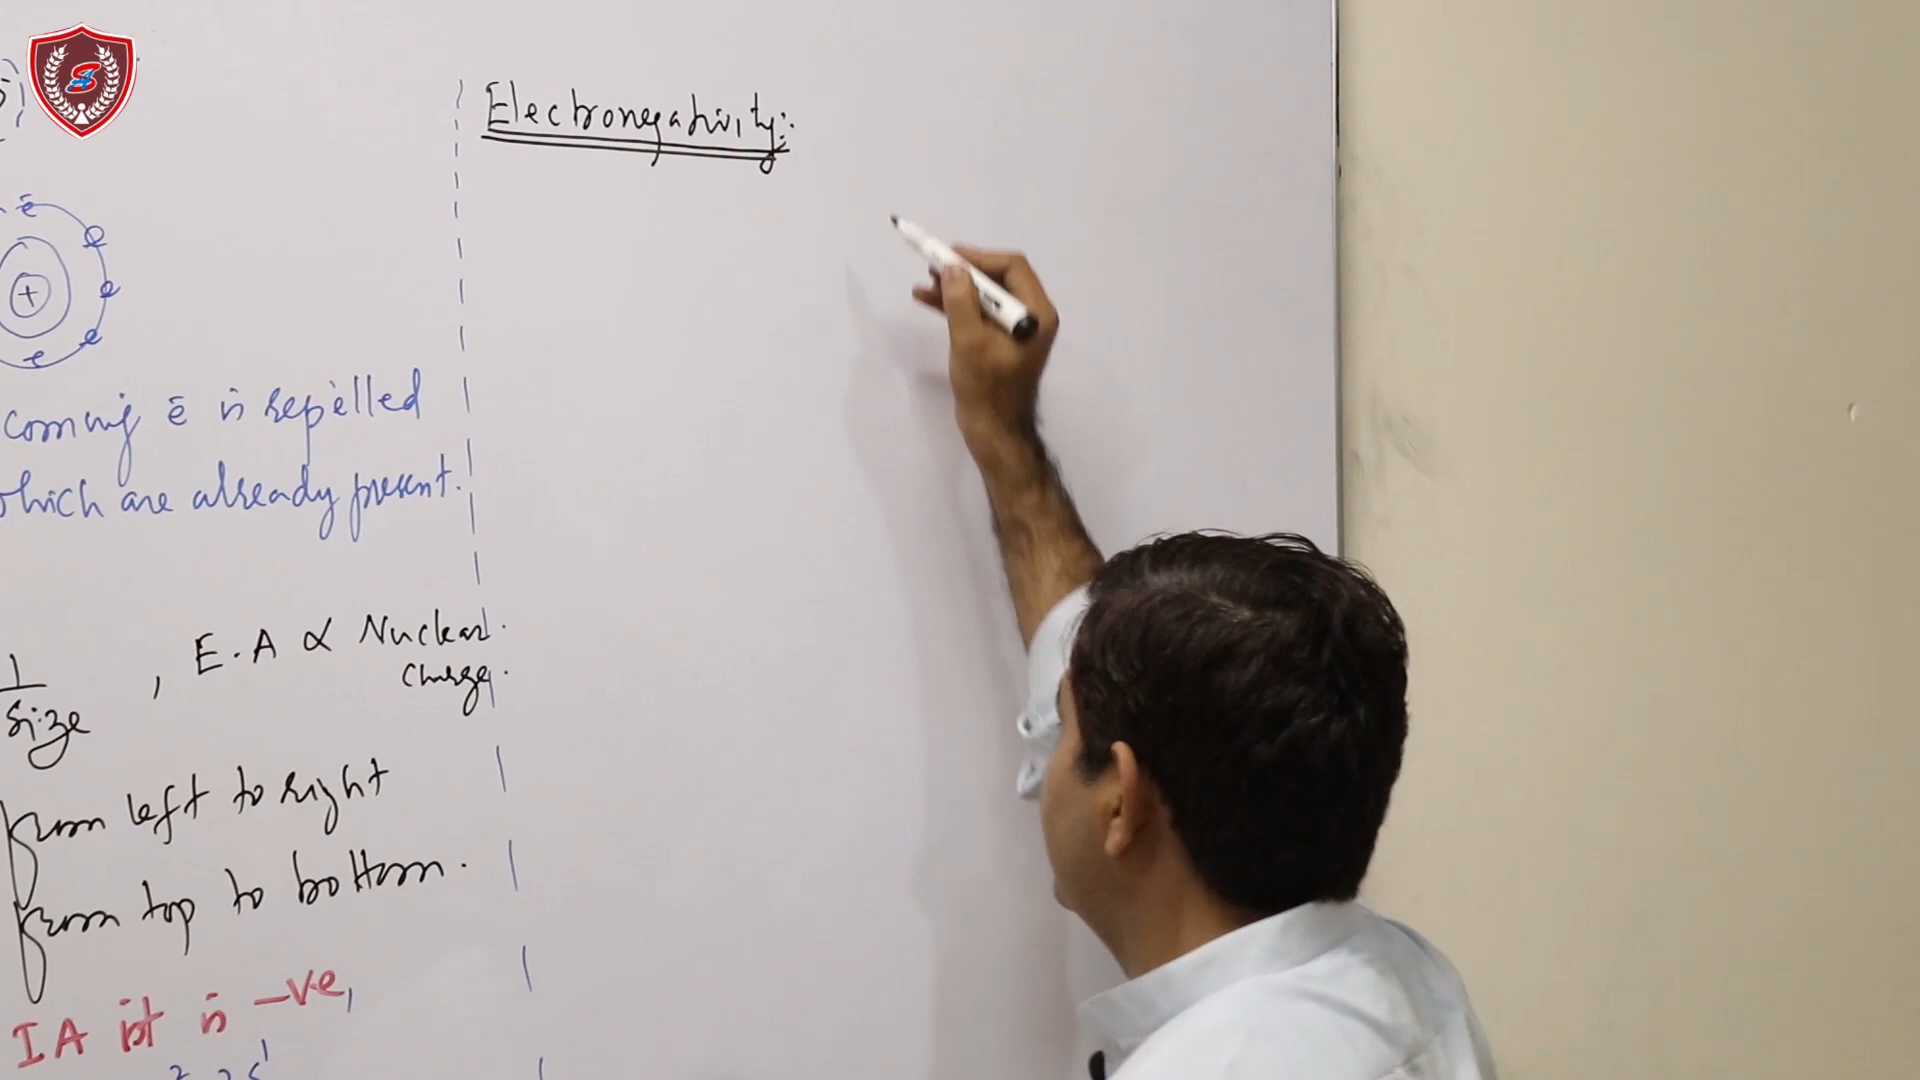 Electronegativity:-
ē
e
e
e
e
+
coming ē is repelled
which are already present.
1
size
, E.A ∝ Nuclear
charge.
from left to right
from top to bottom.
IA ist is -ve,